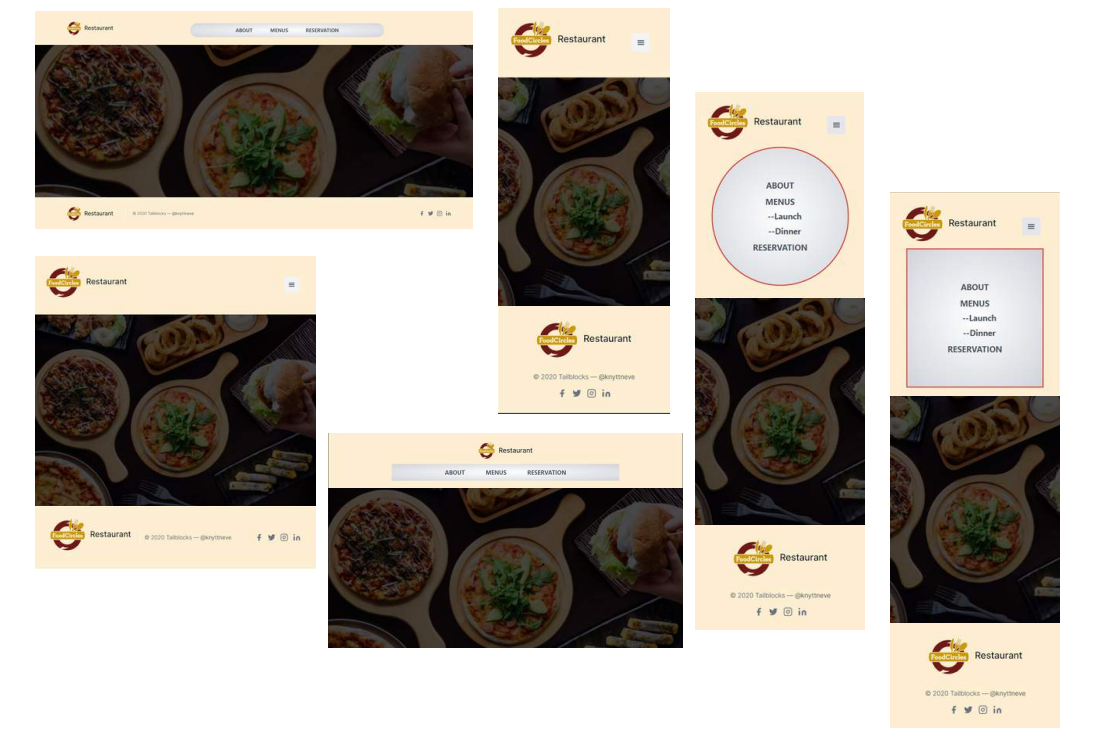 Restaurant
ABOUT MENUS RESERVATION
Restaurant © 2020 Tailblocks — @knyttneve
FoodCircles Restaurant
FoodCircles Restaurant © 2020 Tailblocks — @knyttneve
FoodCircles Restaurant
FoodCircles Restaurant
© 2020 Tailblocks — @knyttneve
Restaurant
ABOUT MENUS RESERVATION
FoodCircles Restaurant
ABOUT
MENUS
--Launch
--Dinner
RESERVATION
FoodCircles Restaurant
© 2020 Tailblocks — @knyttneve
FoodCircles Restaurant
ABOUT
MENUS
--Launch
--Dinner
RESERVATION
FoodCircles Restaurant
© 2020 Tailblocks — @knyttneve